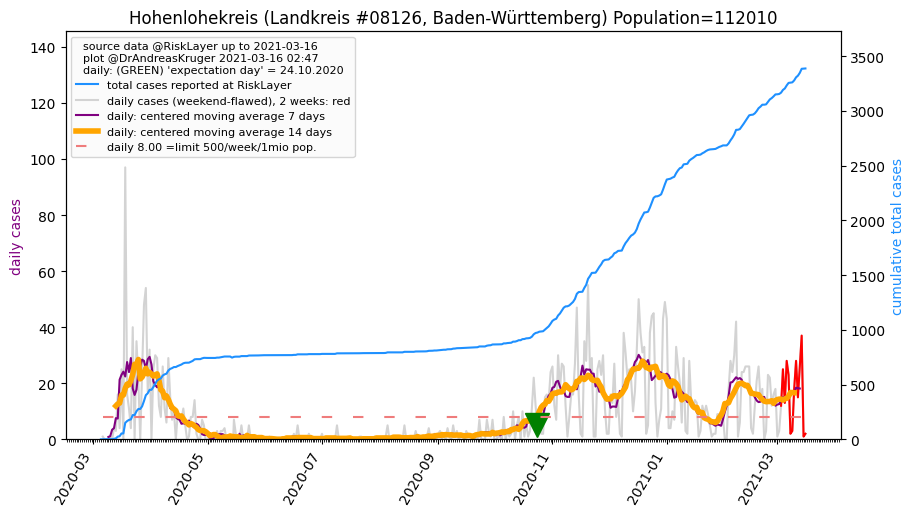 Hohenlohekreis (Landkreis #08126, Baden-Württemberg) Population=112010
source data @RiskLayer up to 2021-03-16
plot @DrAndreasKruger 2021-03-16 02:47
daily: (GREEN) 'expectation day' = 24.10.2020
total cases reported at RiskLayer
daily cases (weekend-flawed), 2 weeks: red
daily: centered moving average 7 days
daily: centered moving average 14 days
daily 8.00 =limit 500/week/1mio pop.
daily cases
140
120
100
80
60
40
20
0
cumulative total cases
3500
3000
2500
2000
1500
1000
500
0
2020-03
2020-05
2020-07
2020-09
2020-11
2021-01
2021-03